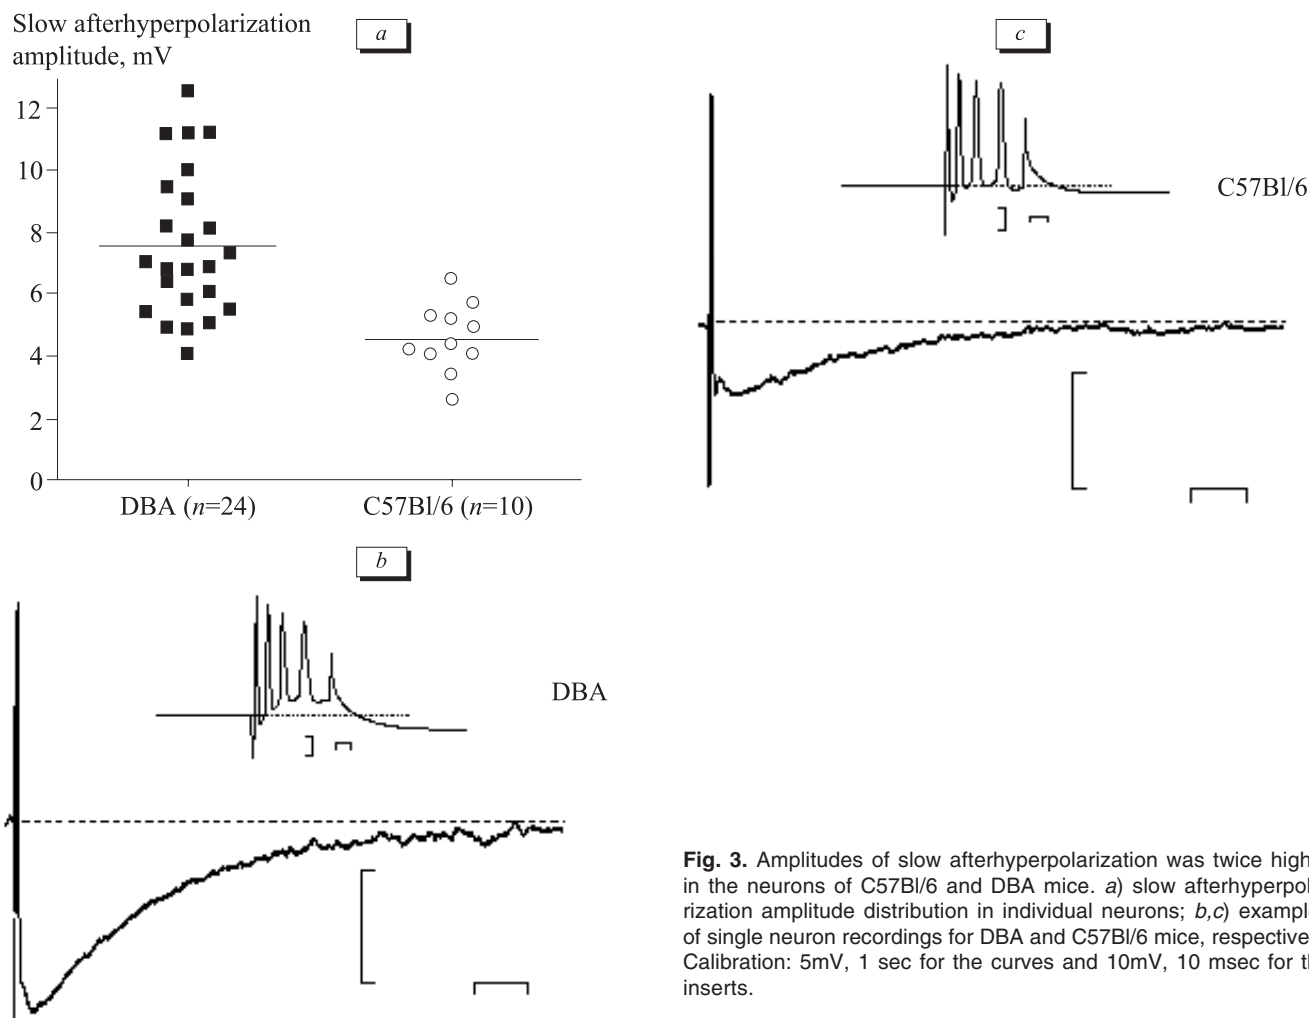 Slow afterhyperpolarization
amplitude, mV
a
12
10
8
6
4
2
0
DBA (n=24)
C57Bl/6 (n=10)
b
DBA
c
C57Bl/6
Fig. 3. Amplitudes of slow afterhyperpolarization was twice high
in the neurons of C57Bl/6 and DBA mice. a) slow afterhyperpol
rization amplitude distribution in individual neurons; b,c) example
of single neuron recordings for DBA and C57Bl/6 mice, respective
Calibration: 5mV, 1 sec for the curves and 10mV, 10 msec for th
inserts.